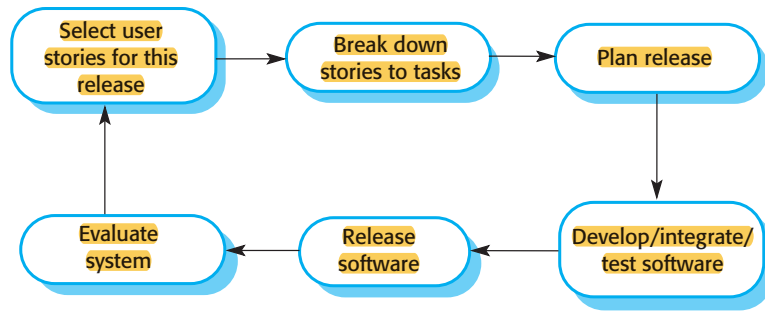 Select user
stories for this
release
Break down
stories to tasks
Plan release
Evaluate
system
Release
software
Develop/integrate/
test software